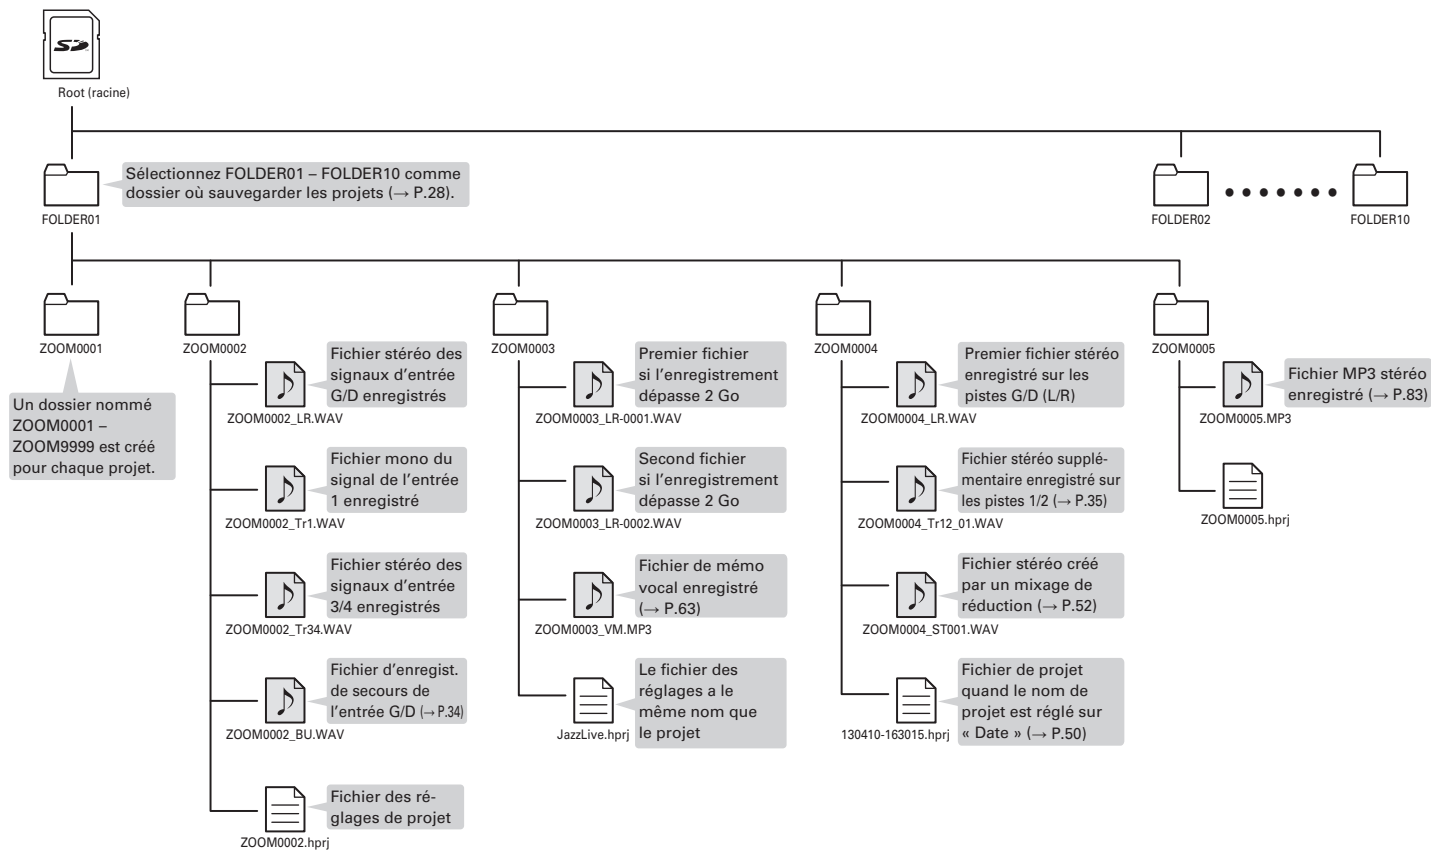 SD
Root (racine)
Sélectionnez FOLDER01 – FOLDER10 comme
dossier où sauvegarder les projets (→ P.28).
FOLDER01
FOLDER02
FOLDER10
ZOOM0001
Un dossier nommé
ZOOM0001 –
ZOOM9999 est créé
pour chaque projet.
ZOOM0002
Fichier stéréo des
signaux d’entrée
G/D enregistrés
ZOOM0002_LR.WAV
Fichier mono du
signal de l’entrée
1 enregistré
ZOOM0002_Tr1.WAV
Fichier stéréo des
signaux d’entrée
3/4 enregistrés
ZOOM0002_Tr34.WAV
Fichier d’enregist.
de secours de
l’entrée G/D (→ P.34)
ZOOM0002_BU.WAV
Fichier des ré-
glages de projet
ZOOM0002.hprj
ZOOM0003
Premier fichier
si l’enregistrement
dépasse 2 Go
ZOOM0003_LR-0001.WAV
Second fichier
si l’enregistrement
dépasse 2 Go
ZOOM0003_LR-0002.WAV
Fichier de mémo
vocal enregistré
(→ P.63)
ZOOM0003_VM.MP3
Le fichier des
réglages a le
même nom que
le projet
JazzLive.hprj
ZOOM0004
Premier fichier stéréo
enregistré sur les
pistes G/D (L/R)
ZOOM0004_LR.WAV
Fichier stéréo supplé-
mentaire enregistré sur
les pistes 1/2 (→ P.35)
ZOOM0004_Tr12_01.WAV
Fichier stéréo créé
par un mixage de
réduction (→ P.52)
ZOOM0004_ST001.WAV
Fichier de projet
quand le nom de
projet est réglé sur
« Date » (→ P.50)
130410-163015.hprj
ZOOM0005
Fichier MP3 stéréo
enregistré (→ P.83)
ZOOM0005.MP3
ZOOM0005.hprj